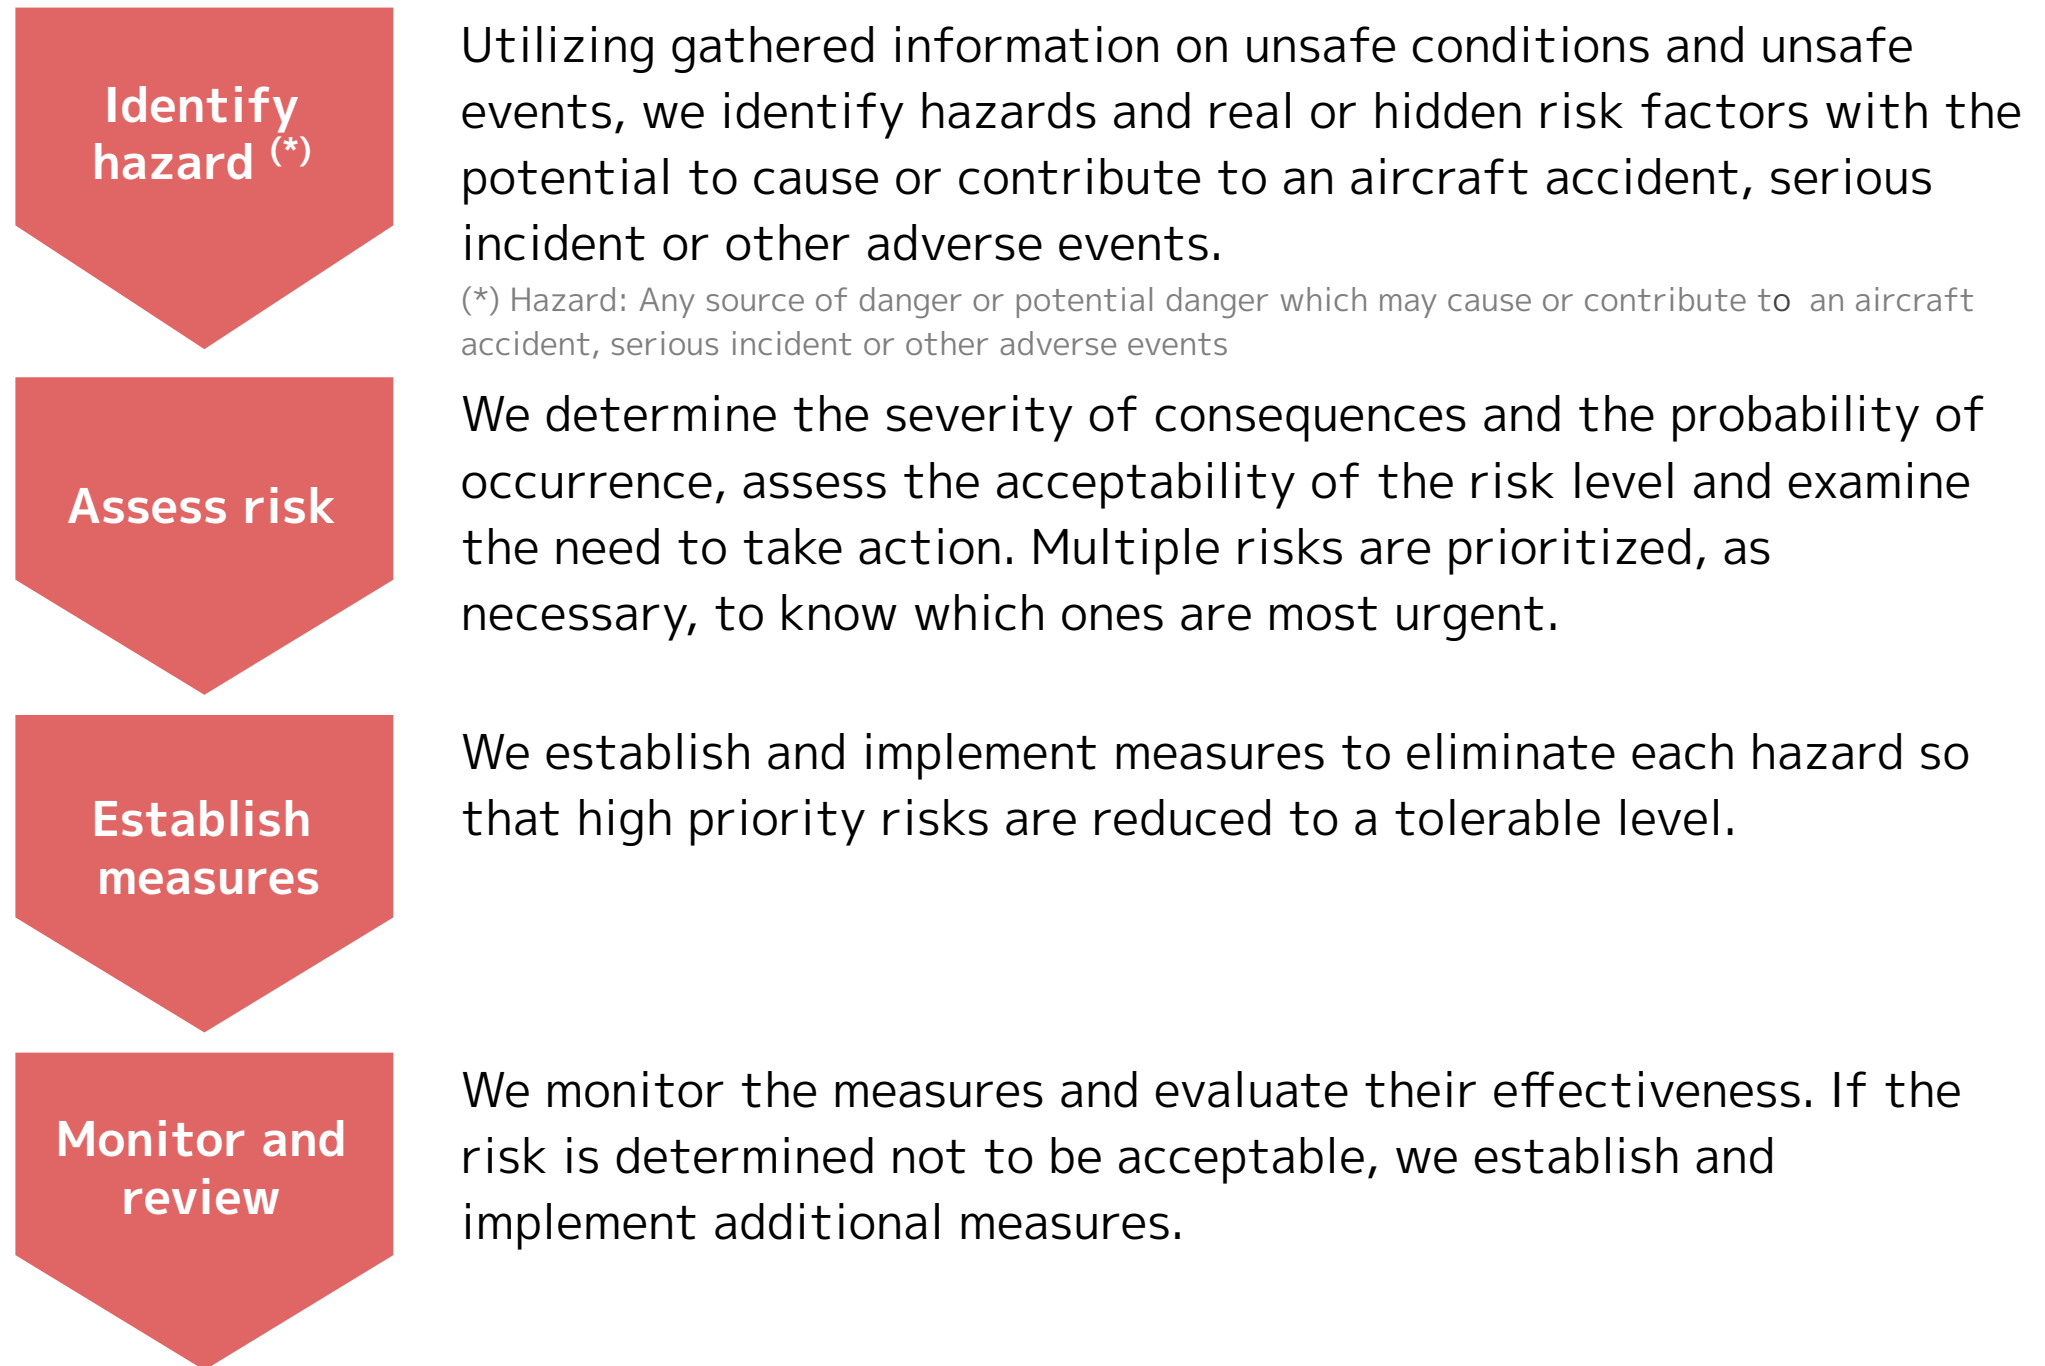 Identify
hazard (*)
Utilizing gathered information on unsafe conditions and unsafe
events, we identify hazards and real or hidden risk factors with the
potential to cause or contribute to an aircraft accident, serious
incident or other adverse events.
(*) Hazard: Any source of danger or potential danger which may cause or contribute to an aircraft
accident, serious incident or other adverse events
Assess risk
We determine the severity of consequences and the probability of
occurrence, assess the acceptability of the risk level and examine
the need to take action. Multiple risks are prioritized, as
necessary, to know which ones are most urgent.
Establish
measures
We establish and implement measures to eliminate each hazard so
that high priority risks are reduced to a tolerable level.
Monitor and
review
We monitor the measures and evaluate their effectiveness. If the
risk is determined not to be acceptable, we establish and
implement additional measures.